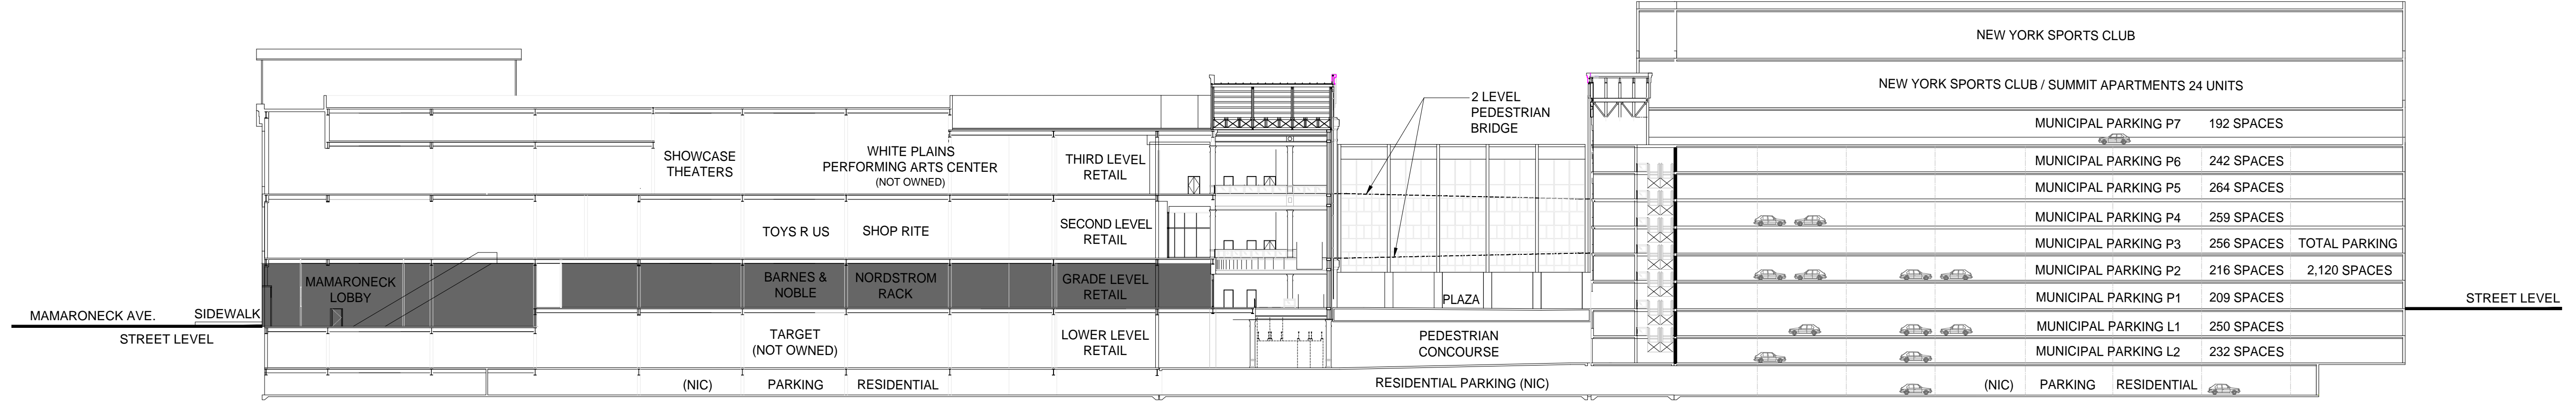 NEW YORK SPORTS CLUB
NEW YORK SPORTS CLUB / SUMMIT APARTMENTS 24 UNITS
2 LEVEL
PEDESTRIAN
BRIDGE
MUNICIPAL PARKING P7 192 SPACES
SHOWCASE
THEATERS
WHITE PLAINS
PERFORMING ARTS CENTER
(NOT OWNED)
THIRD LEVEL
RETAIL
MUNICIPAL PARKING P6 242 SPACES
MUNICIPAL PARKING P5 264 SPACES
TOYS R US
SHOP RITE
SECOND LEVEL
RETAIL
MUNICIPAL PARKING P4 259 SPACES
MUNICIPAL PARKING P3 256 SPACES TOTAL PARKING
MUNICIPAL PARKING P2 216 SPACES 2,120 SPACES
MAMARONECK
LOBBY
BARNES &
NOBLE
NORDSTROM
RACK
GRADE LEVEL
RETAIL
PLAZA
MUNICIPAL PARKING P1 209 SPACES
STREET LEVEL
MAMARONECK AVE.
SIDEWALK
STREET LEVEL
TARGET
(NOT OWNED)
LOWER LEVEL
RETAIL
PEDESTRIAN
CONCOURSE
MUNICIPAL PARKING L1 250 SPACES
MUNICIPAL PARKING L2 232 SPACES
(NIC) PARKING RESIDENTIAL
RESIDENTIAL PARKING (NIC)
(NIC) PARKING RESIDENTIAL